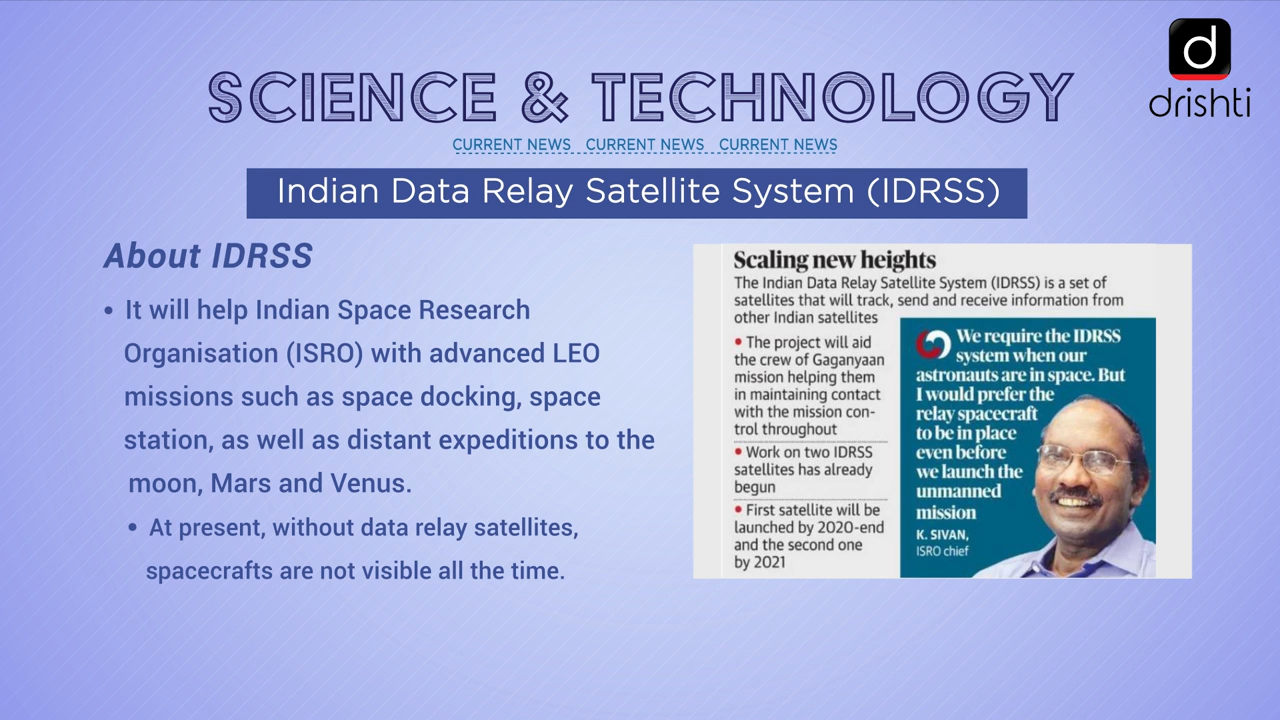 d
drishti
SCIENCE & TECHNOLOGY
CURRENT NEWS CURRENT NEWS CURRENT NEWS
Indian Data Relay Satellite System (IDRSS)
About IDRSS
• It will help Indian Space Research
Organisation (ISRO) with advanced LEO
missions such as space docking, space
station, as well as distant expeditions to the
moon, Mars and Venus.
• At present, without data relay satellites,
spacecrafts are not visible all the time.
Scaling new heights
The Indian Data Relay Satellite System (IDRSS) is a set of
satellites that will track, send and receive information from
other Indian satellites
• The project will aid
the crew of Gaganyaan
mission helping them
in maintaining contact
with the mission con-
trol throughout
• Work on two IDRSS
satellites has already
begun
• First satellite will be
launched by 2020-end
and the second one
by 2021
We require the IDRSS
system when our
astronauts are in space. But
I would prefer the
relay spacecraft
to be in place
even before
we launch the
unmanned
mission
K. SIVAN,
ISRO chief